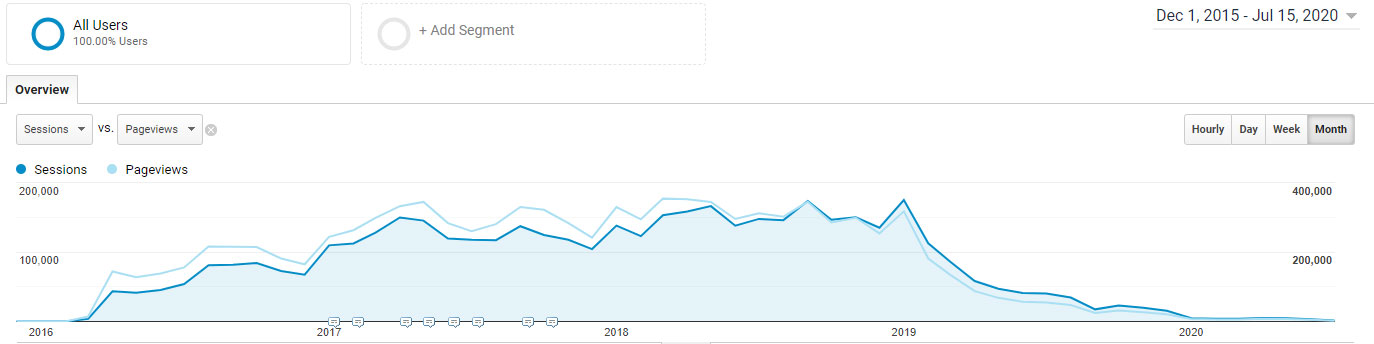 All Users
100.00% Users
+ Add Segment
Dec 1, 2015 - Jul 15, 2020
Overview
Sessions vs. Pageviews
Hourly Day Week Month
Sessions Pageviews
200,000 400,000
100,000 200,000
2016 2017 2018 2019 2020